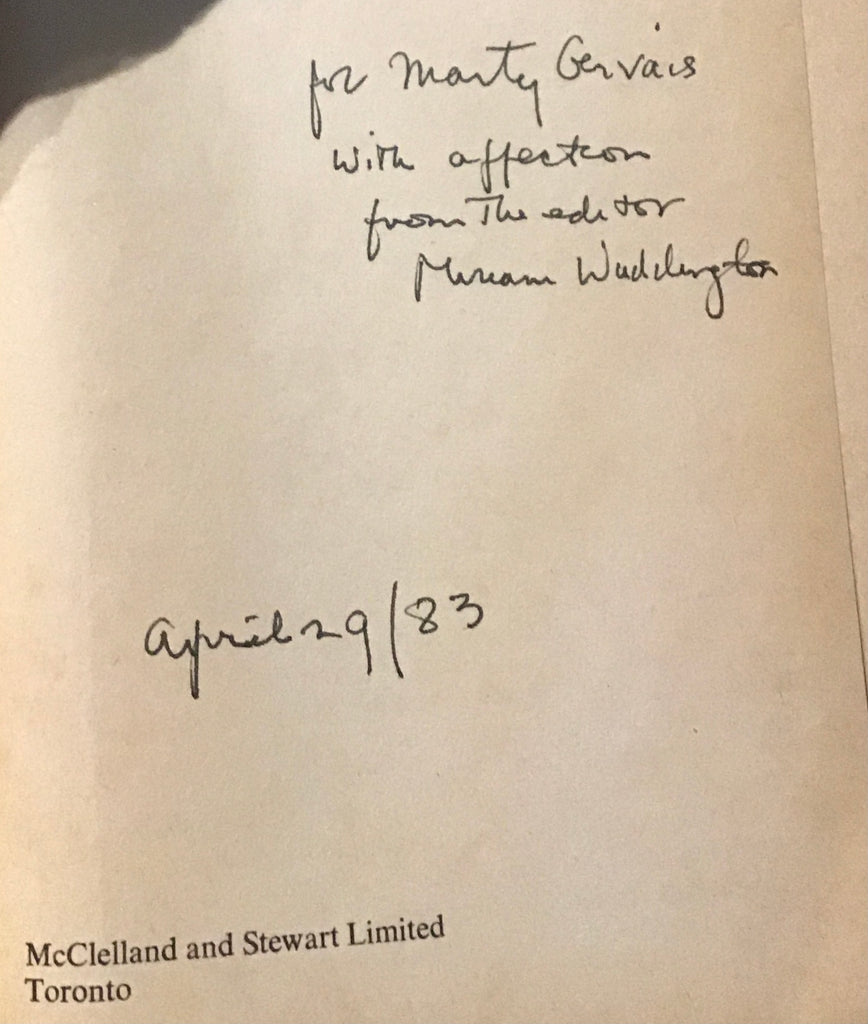 for Marty Gervais
with affection
from The editor
Miriam Waddington
April 29/83
McClelland and Stewart Limited
Toronto